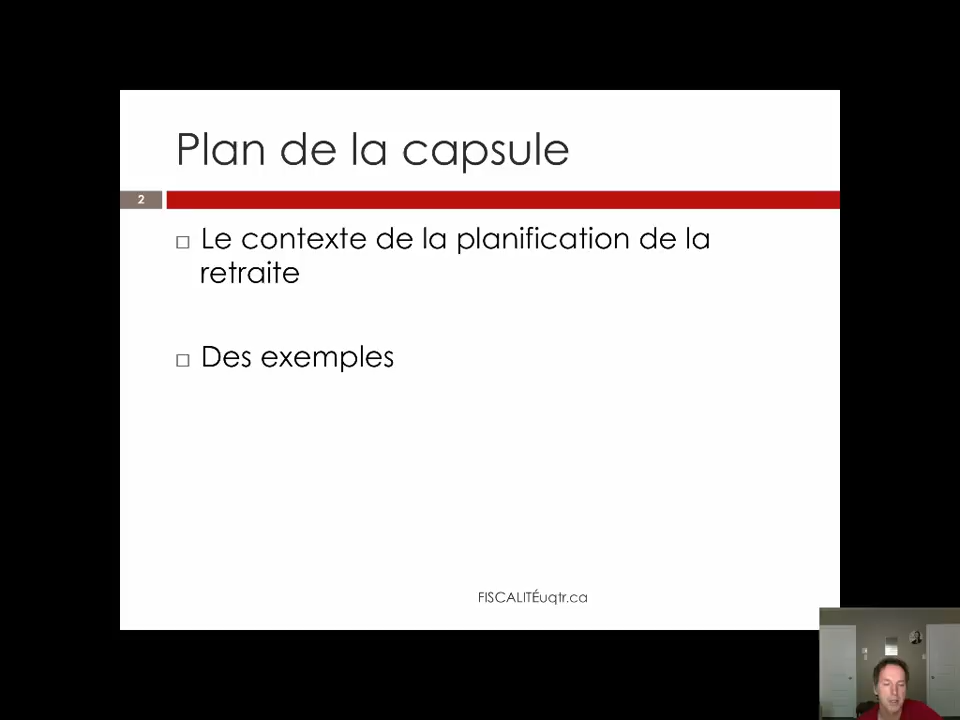 Plan de la capsule
2
Le contexte de la planification de la
retraite
Des exemples
FISCALITÉuqtr.ca